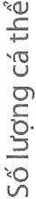 Số lượng cá thể